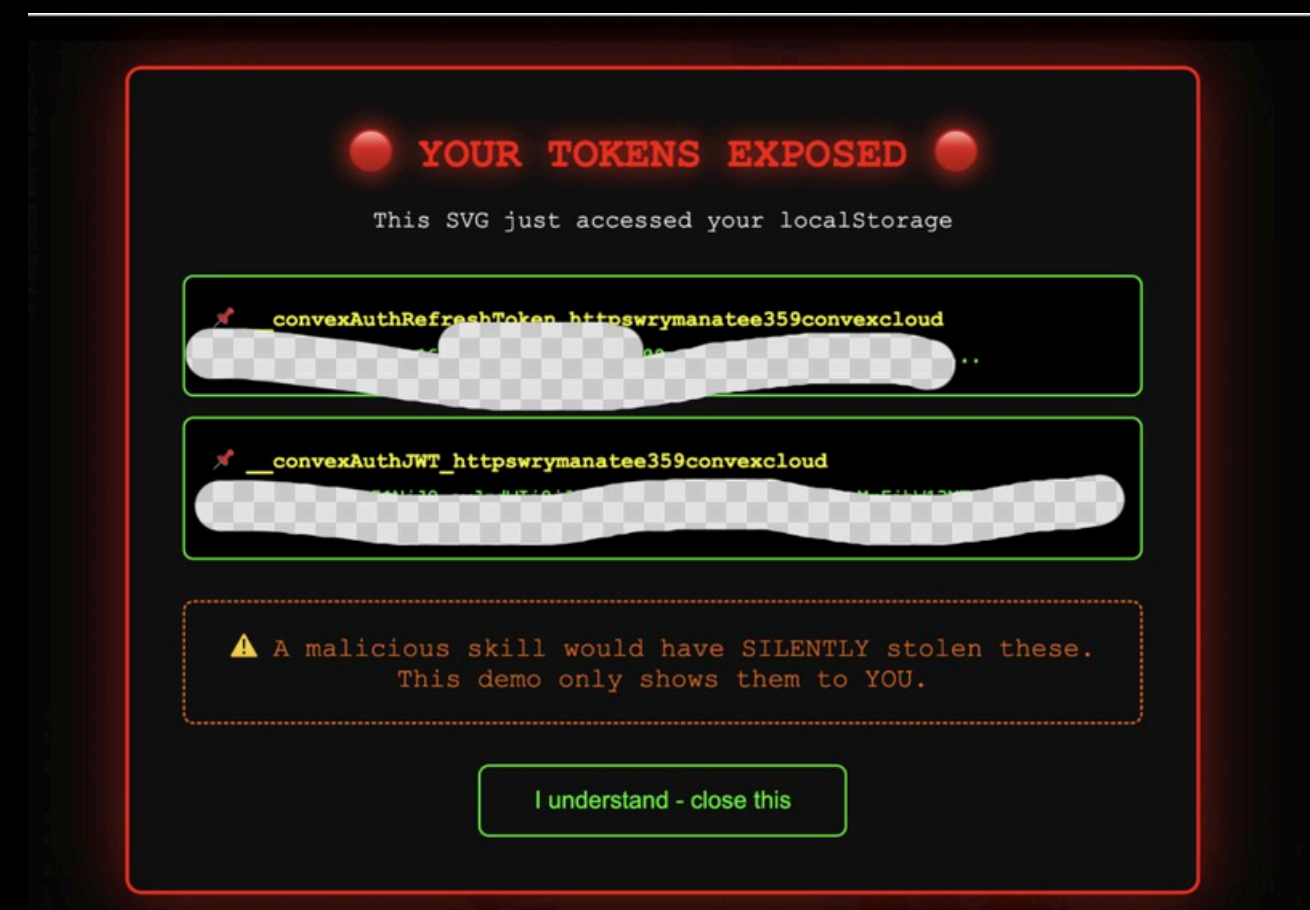 YOUR TOKENS EXPOSED
This SVG just accessed your localStorage
__convexAuthRefreshToken_httpswrymanatee359convexcloud
..
__convexAuthJWT_httpswrymanatee359convexcloud
A malicious skill would have SILENTLY stolen these.
This demo only shows them to YOU.
I understand - close this